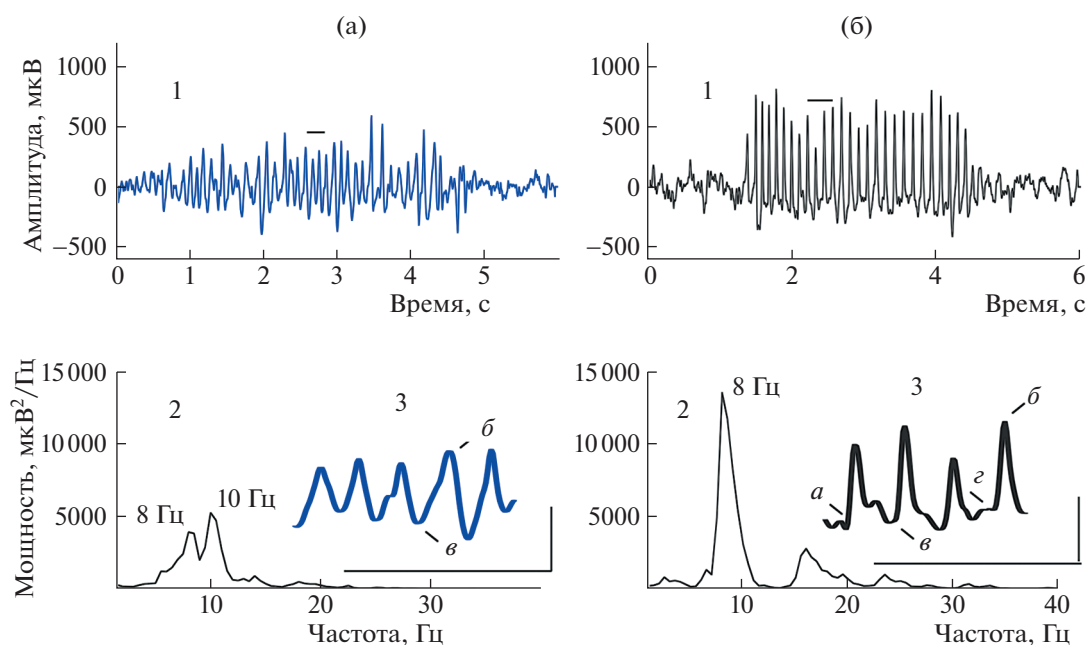 (а)
Амплитуда, мкВ
1000
500
0
−500
1
0 1 2 3 4 5
Время, с
(б)
1000
500
0
−500
1
0 2 4 6
Время, с
Мощность, мкВ²/Гц
15 000
10 000
5000
2
3
8 Гц
10 Гц
б
в
10 20 30
Частота, Гц
15 000
10 000
5000
2
8 Гц
3
б
а
г
в
10 20 30 40
Частота, Гц